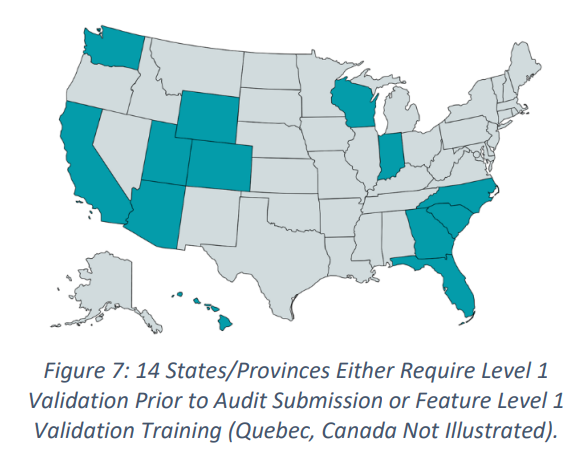 Figure 7: 14 States/Provinces Either Require Level 1
Validation Prior to Audit Submission or Feature Level 1
Validation Training (Quebec, Canada Not Illustrated).